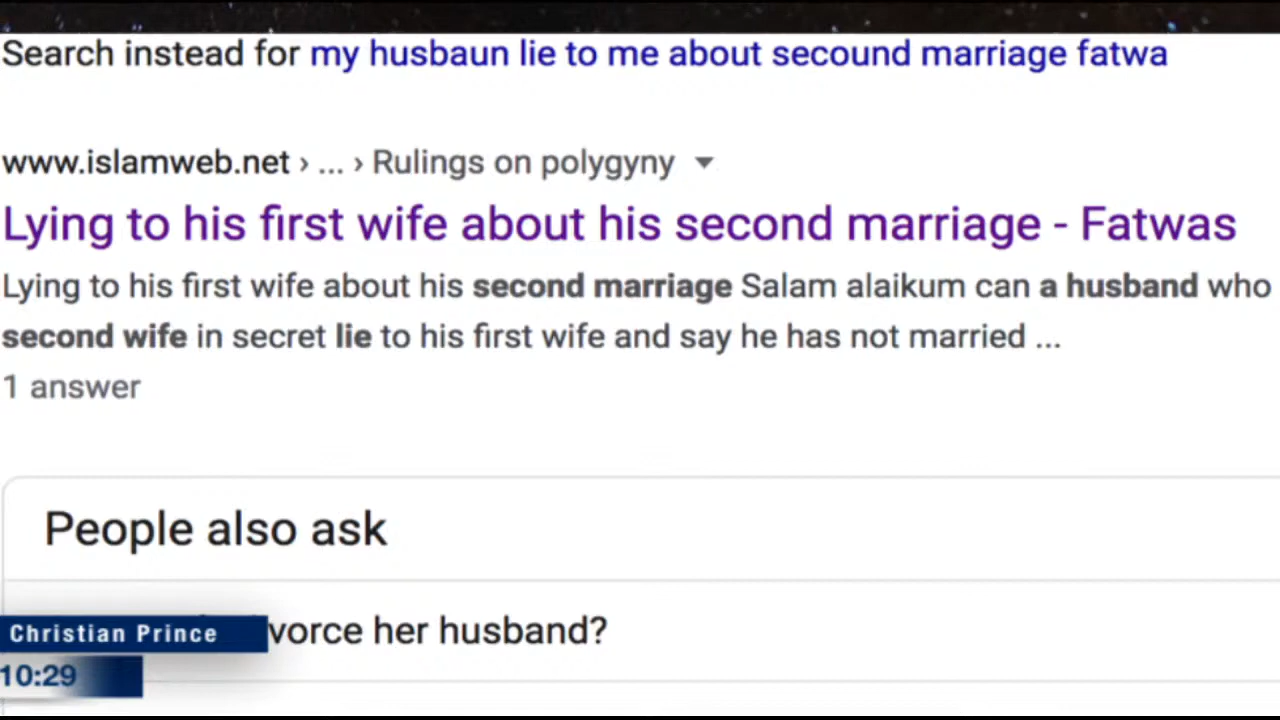 Search instead for my husbaun lie to me about secound marriage fatwa
www.islamweb.net › ... › Rulings on polygyny
Lying to his first wife about his second marriage - Fatwas
Lying to his first wife about his second marriage Salam alaikum can a husband who
second wife in secret lie to his first wife and say he has not married ...
1 answer
People also ask
vorce her husband?
Christian Prince
10:29